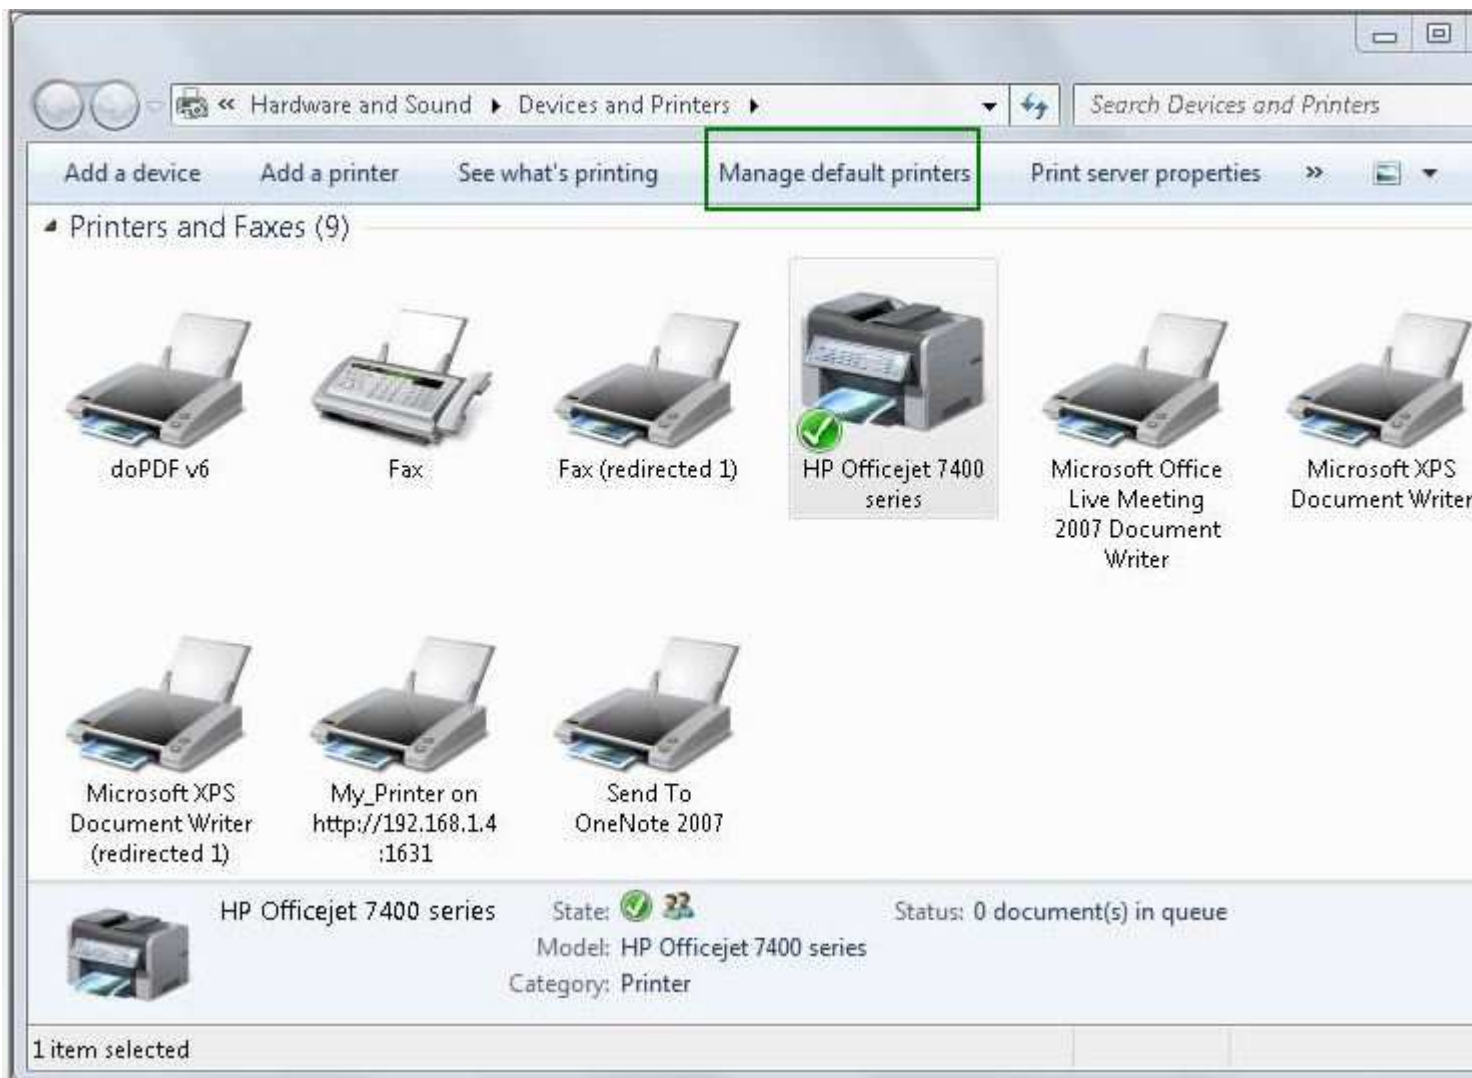 « Hardware and Sound ▸ Devices and Printers ▸
Search Devices and Printers
Add a device Add a printer See what's printing Manage default printers Print server properties »
Printers and Faxes (9)
doPDF v6
Fax
Fax (redirected 1)
HP Officejet 7400
series
Microsoft Office
Live Meeting
2007 Document
Writer
Microsoft XPS
Document Writer
Microsoft XPS
Document Writer
(redirected 1)
My_Printer on
http://192.168.1.4
:1631
Send To
OneNote 2007
HP Officejet 7400 series State: Status: 0 document(s) in queue
Model: HP Officejet 7400 series
Category: Printer
1 item selected